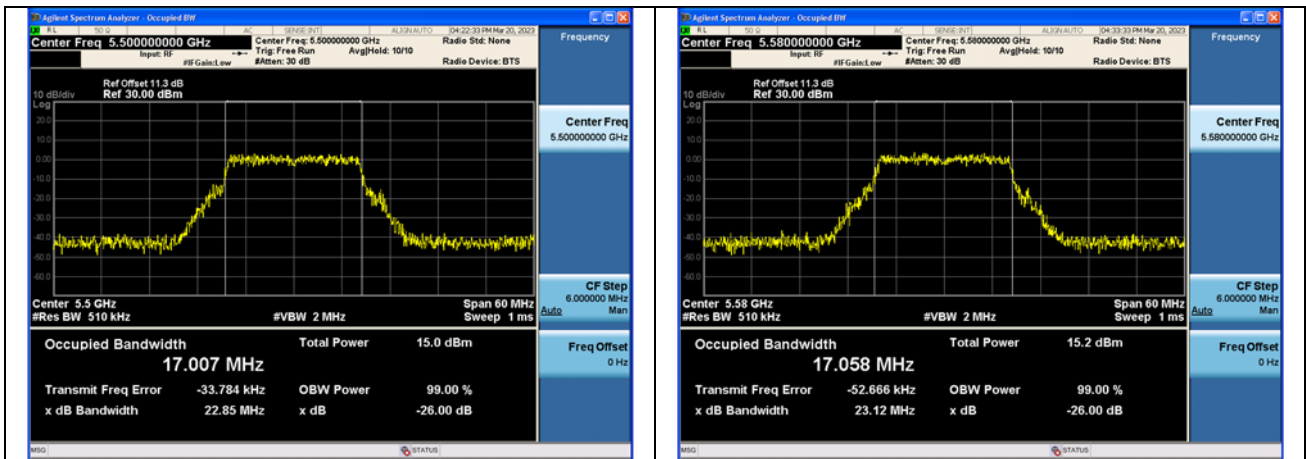 Agilent Spectrum Analyzer - Occupied BW
RL 50 Ω AC SENSE:INT ALIGN AUTO 04:22:33 PM Mar 20, 2023
Center Freq 5.500000000 GHz
Center Freq: 5.500000000 GHz
Radio Std: None
Input: RF
Trig: Free Run Avg|Hold: 10/10
#IFGain:Low
#Atten: 30 dB
Radio Device: BTS
Ref Offset 11.3 dB
10 dB/div Ref 30.00 dBm
Log
20.0
10.0
0.00
-10.0
-20.0
-30.0
-40.0
-50.0
-60.0
Center 5.5 GHz Span 60 MHz
#Res BW 510 kHz #VBW 2 MHz Sweep 1 ms
Occupied Bandwidth Total Power 15.0 dBm
17.007 MHz
Transmit Freq Error -33.784 kHz OBW Power 99.00 %
x dB Bandwidth 22.85 MHz x dB -26.00 dB
MSG STATUS
Frequency
Center Freq
5.500000000 GHz
CF Step
6.000000 MHz
Auto Man
Freq Offset
0 Hz
Agilent Spectrum Analyzer - Occupied BW
RL 50 Ω AC SENSE:INT ALIGN AUTO 04:33:33 PM Mar 20, 2023
Center Freq 5.580000000 GHz
Center Freq: 5.580000000 GHz
Radio Std: None
Input: RF
Trig: Free Run Avg|Hold: 10/10
#IFGain:Low
#Atten: 30 dB
Radio Device: BTS
Ref Offset 11.3 dB
10 dB/div Ref 30.00 dBm
Log
20.0
10.0
0.00
-10.0
-20.0
-30.0
-40.0
-50.0
-60.0
Center 5.58 GHz Span 60 MHz
#Res BW 510 kHz #VBW 2 MHz Sweep 1 ms
Occupied Bandwidth Total Power 15.2 dBm
17.058 MHz
Transmit Freq Error -52.666 kHz OBW Power 99.00 %
x dB Bandwidth 23.12 MHz x dB -26.00 dB
MSG STATUS
Frequency
Center Freq
5.580000000 GHz
CF Step
6.000000 MHz
Auto Man
Freq Offset
0 Hz